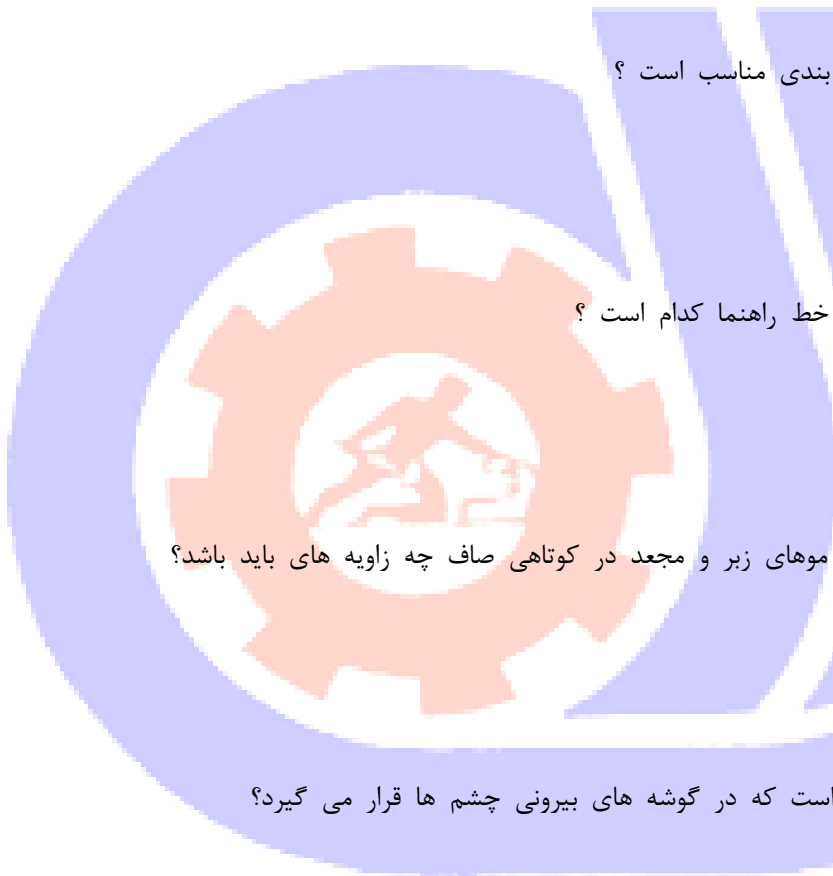 بندی مناسب است ؟
خط راهنما کدام است ؟
موهای زبر و مجعد در کوتاهی صاف چه زاویه های باید باشد؟
است که در گوشه های بیرونی چشم ها قرار می گیرد؟